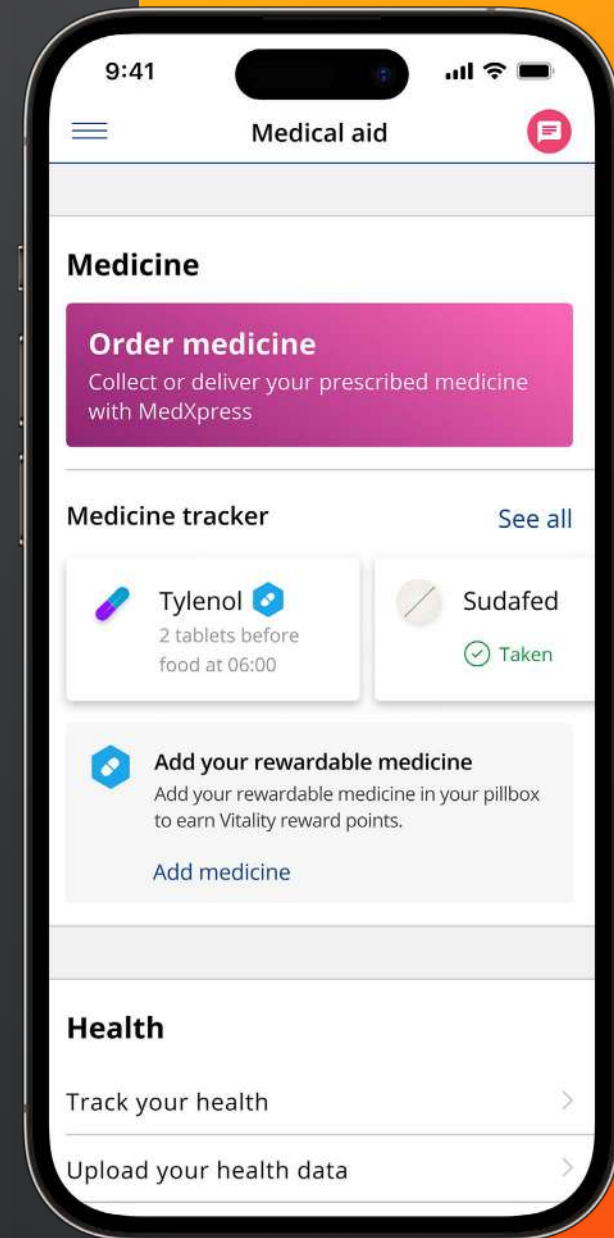 9:41
Medical aid
Medicine
Order medicine
Collect or deliver your prescribed medicine
with MedXpress
Medicine tracker
See all
Tylenol
2 tablets before
food at 06:00
Sudafed
Taken
Add your rewardable medicine
Add your rewardable medicine in your pillbox
to earn Vitality reward points.
Add medicine
Health
Track your health
Upload your health data